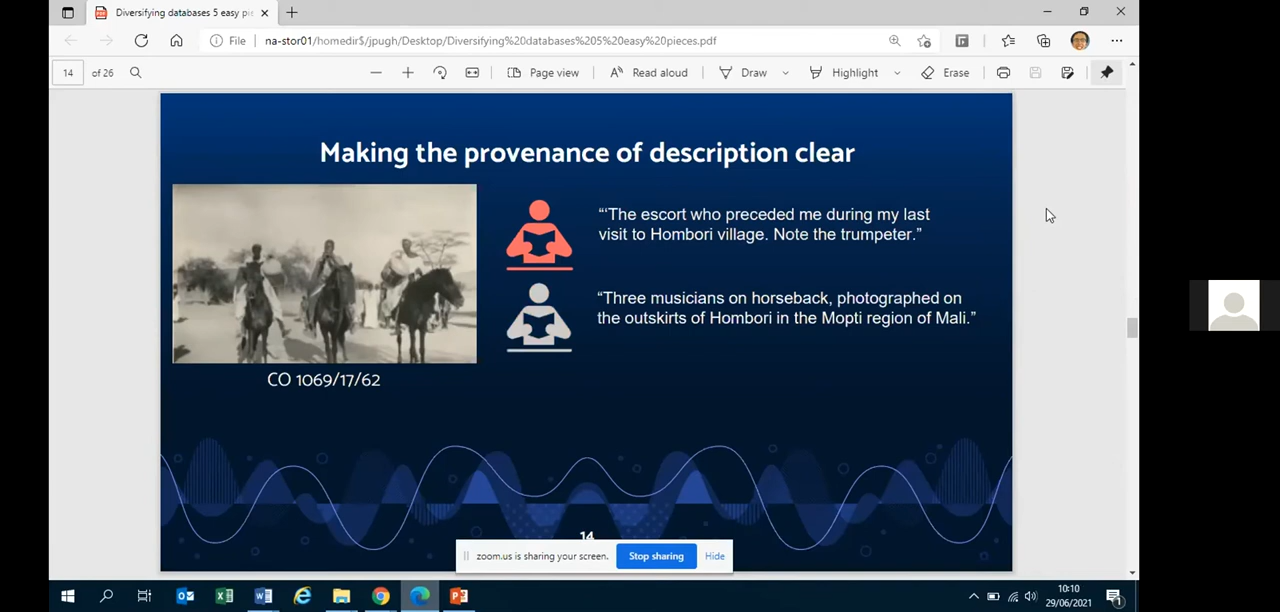 Diversifying databases 5 easy pie
File
na-stor01/homedir$/jpugh/Desktop/Diversifying%20databases%205%20easy%20pieces.pdf
14 of 26
Page view
Read aloud
Draw
Highlight
Erase
Making the provenance of description clear
“‘The escort who preceded me during my last
visit to Hombori village. Note the trumpeter.”
“Three musicians on horseback, photographed on
the outskirts of Hombori in the Mopti region of Mali.”
CO 1069/17/62
14
zoom.us is sharing your screen. Stop sharing Hide
10:10
29/06/2021